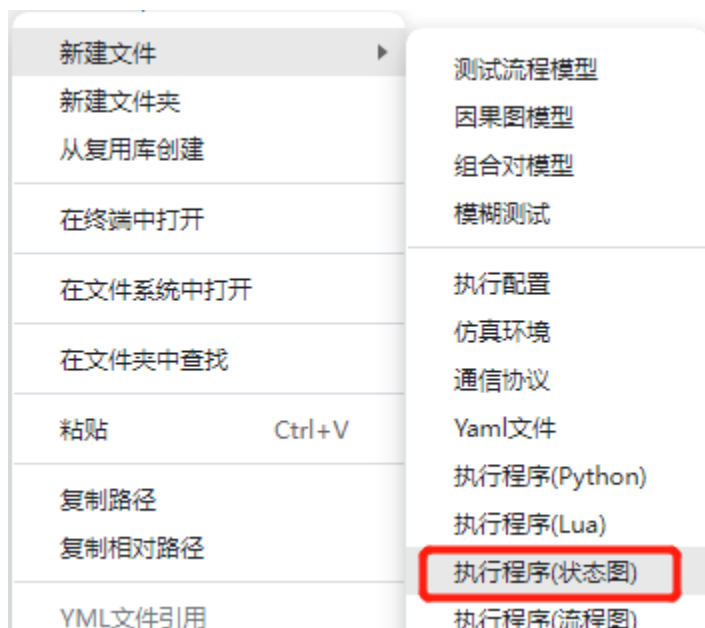 新建文件
新建文件夹
从复用库创建
在终端中打开
在文件系统中打开
在文件夹中查找
粘贴 Ctrl+V
复制路径
复制相对路径
YML文件引用
测试流程模型
因果图模型
组合对模型
模糊测试
执行配置
仿真环境
通信协议
Yaml文件
执行程序(Python)
执行程序(Lua)
执行程序(状态图)
执行程序(流程图)